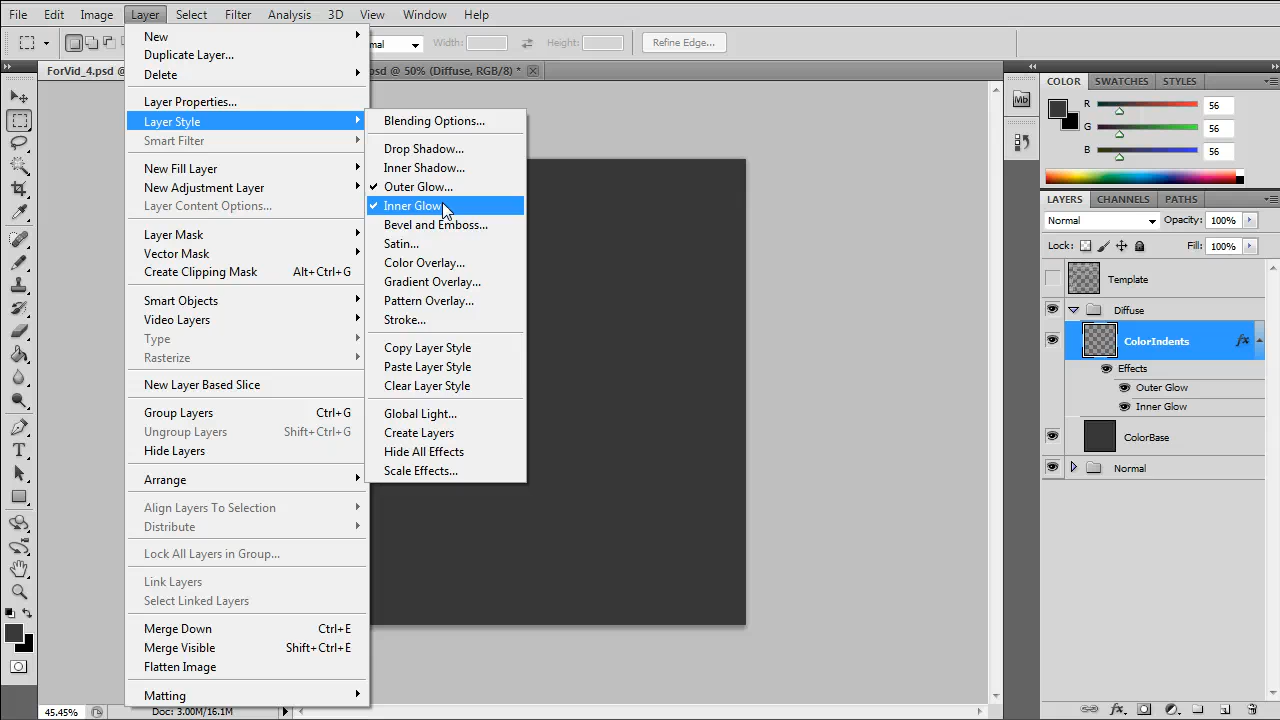 File Edit Image Layer Select Filter Analysis 3D View Window Help
mal Width: Height: Refine Edge...
ForVid_4.psd @ psd @ 50% (Diffuse, RGB/8) *
New
Duplicate Layer...
Delete
Layer Properties...
Layer Style
Smart Filter
New Fill Layer
New Adjustment Layer
Layer Content Options...
Layer Mask
Vector Mask
Create Clipping Mask Alt+Ctrl+G
Smart Objects
Video Layers
Type
Rasterize
New Layer Based Slice
Group Layers Ctrl+G
Ungroup Layers Shift+Ctrl+G
Hide Layers
Arrange
Align Layers To Selection
Distribute
Lock All Layers in Group...
Link Layers
Select Linked Layers
Merge Down Ctrl+E
Merge Visible Shift+Ctrl+E
Flatten Image
Matting
Blending Options...
Drop Shadow...
Inner Shadow...
Outer Glow...
Inner Glow
Bevel and Emboss...
Satin...
Color Overlay...
Gradient Overlay...
Pattern Overlay...
Stroke...
Copy Layer Style
Paste Layer Style
Clear Layer Style
Global Light...
Create Layers
Hide All Effects
Scale Effects...
COLOR SWATCHES STYLES
R 56
G 56
B 56
LAYERS CHANNELS PATHS
Normal Opacity: 100%
Lock: Fill: 100%
Template
Diffuse
ColorIndents fx
Effects
Outer Glow
Inner Glow
ColorBase
Normal
Mb
T
45.45% Doc: 3.00M/16.1M
fx